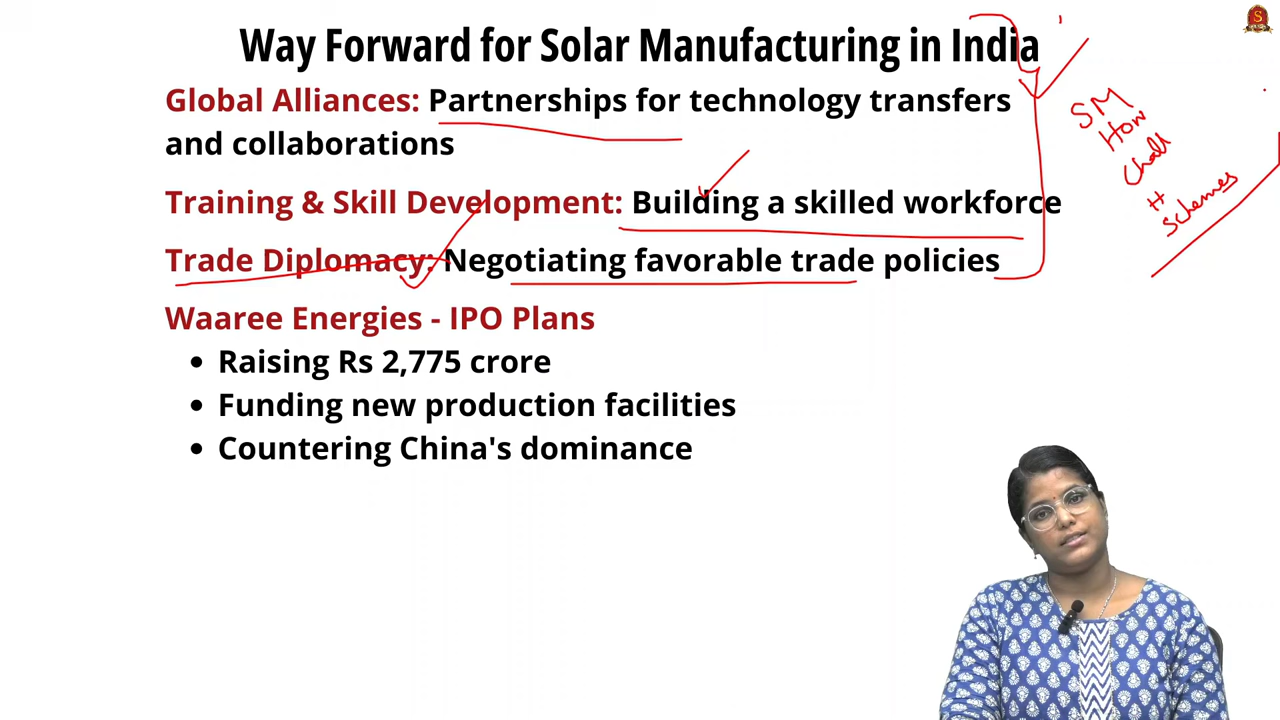 Way Forward for Solar Manufacturing in India
Global Alliances: Partnerships for technology transfers
and collaborations
Training & Skill Development: Building a skilled workforce
Trade Diplomacy: Negotiating favorable trade policies
Waaree Energies - IPO Plans
• Raising Rs 2,775 crore
• Funding new production facilities
• Countering China's dominance
SM
How
Schemes